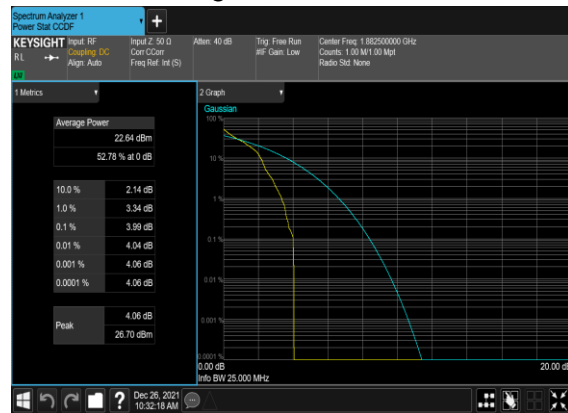 Spectrum Analyzer 1
Power Stat CCDF
KEYSIGHT
RL
LW
Input: RF
Coupling: DC
Align: Auto
Input Z: 50 Ω
Corr CCorr
Freq Ref: Int (S)
Atten: 40 dB
Trig: Free Run
#IF Gain: Low
Center Freq: 1.882500000 GHz
Counts: 1.00 M/1.00 Mpt
Radio Std: None
1 Metrics
Average Power
22.64 dBm
52.78 % at 0 dB
10.0 % 2.14 dB
1.0 % 3.34 dB
0.1 % 3.99 dB
0.01 % 4.04 dB
0.001 % 4.06 dB
0.0001 % 4.06 dB
Peak
4.06 dB
26.70 dBm
2 Graph
Gaussian
100 %
10 %
1 %
0.1 %
0.01 %
0.001 %
0.0001 %
0.00 dB
20.00 dB
Info BW 25.000 MHz
?
Dec 26, 2021
10:32:18 AM